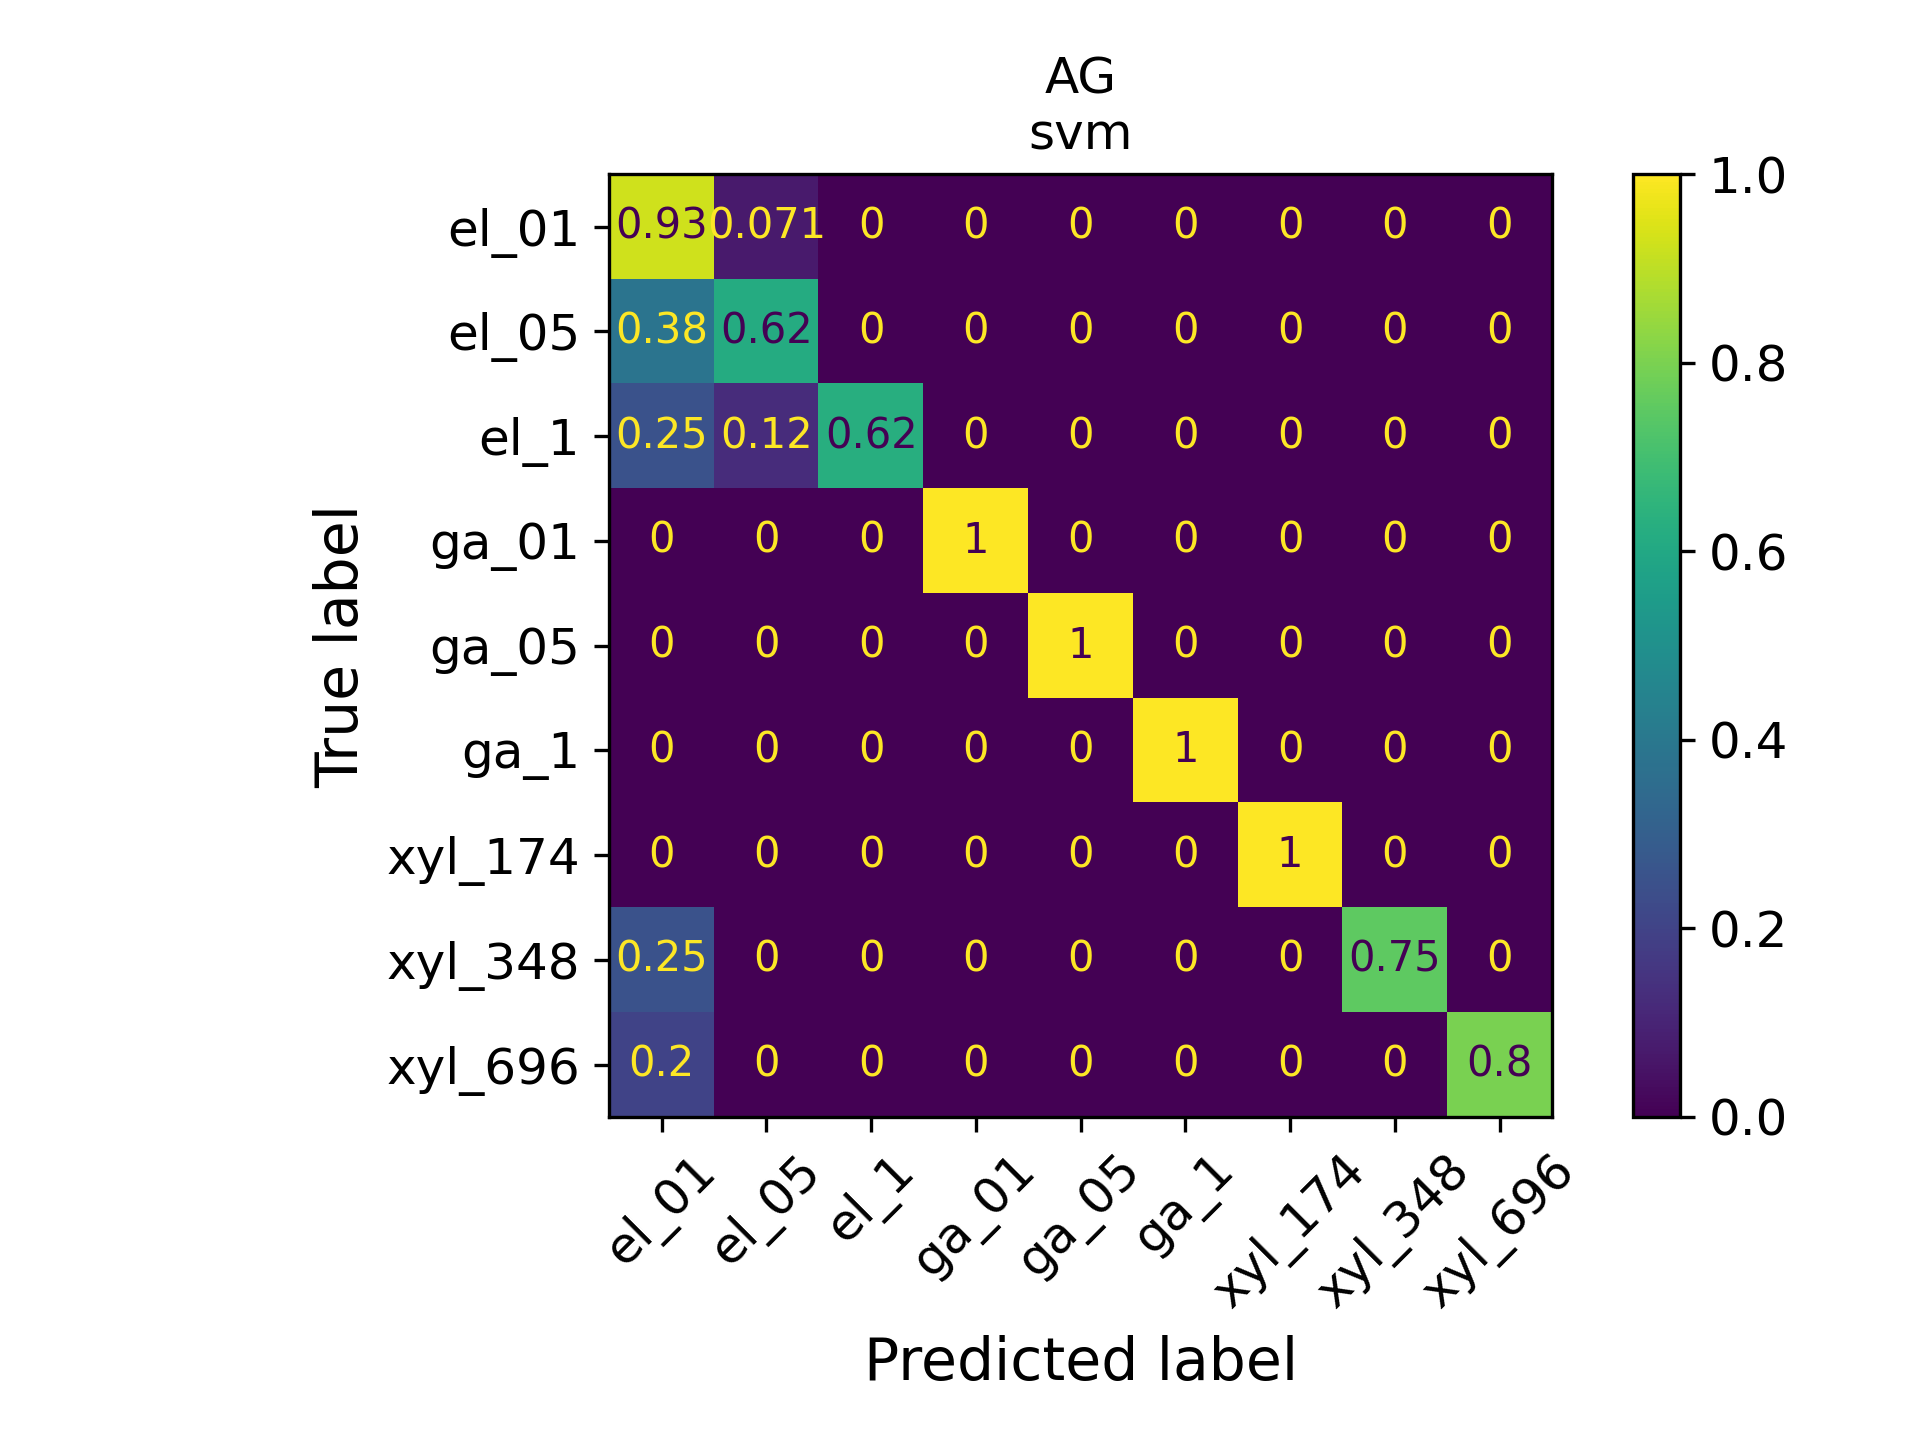 AG
svm
el_01 0.93 0.071 0 0 0 0 0 0 0
el_05 0.38 0.62 0 0 0 0 0 0 0
el_1 0.25 0.12 0.62 0 0 0 0 0 0
ga_01 0 0 0 1 0 0 0 0 0
ga_05 0 0 0 0 1 0 0 0 0
ga_1 0 0 0 0 0 1 0 0 0
xyl_174 0 0 0 0 0 0 1 0 0
xyl_348 0.25 0 0 0 0 0 0 0.75 0
xyl_696 0.2 0 0 0 0 0 0 0 0.8
True label
el_01 el_05 el_1 ga_01 ga_05 ga_1 xyl_174 xyl_348 xyl_696
Predicted label
1.0
0.8
0.6
0.4
0.2
0.0